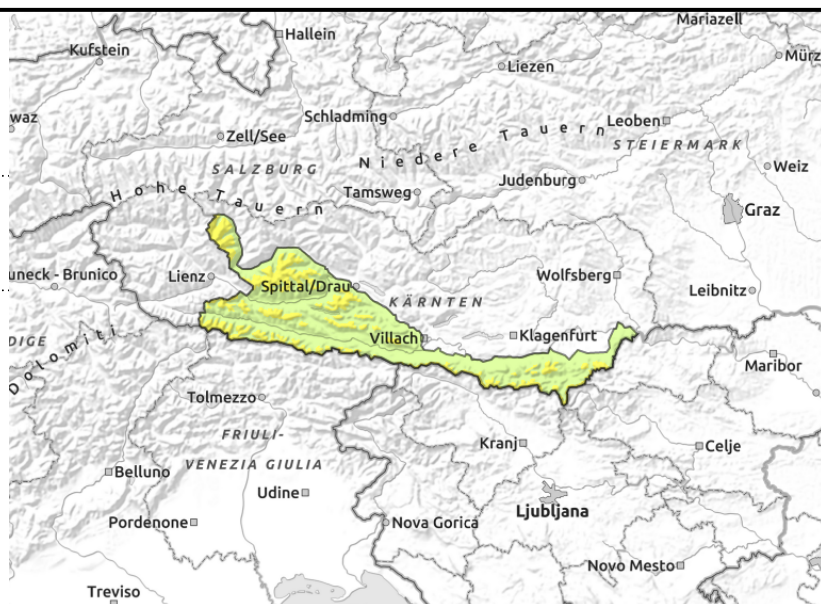 Mariazell
Hallein
Kufstein
Liezen
Mürz
waz
Schladming
Leoben
Zell/See
Niedere Tauern
STEIERMARK
SALZBURG
Weiz
Hohe Tauern
Tamsweg
Judenburg
Graz
uneck - Brunico
Lienz
Spittal/Drau
KÄRNTEN
Wolfsberg
Leibnitz
DIGE
Dolomiti
Villach
Klagenfurt
Maribor
Tolmezzo
FRIULI-
VENEZIA GIULIA
Kranj
Celje
Belluno
Udine
Ljubljana
Pordenone
Nova Gorica
Novo Mesto
Treviso